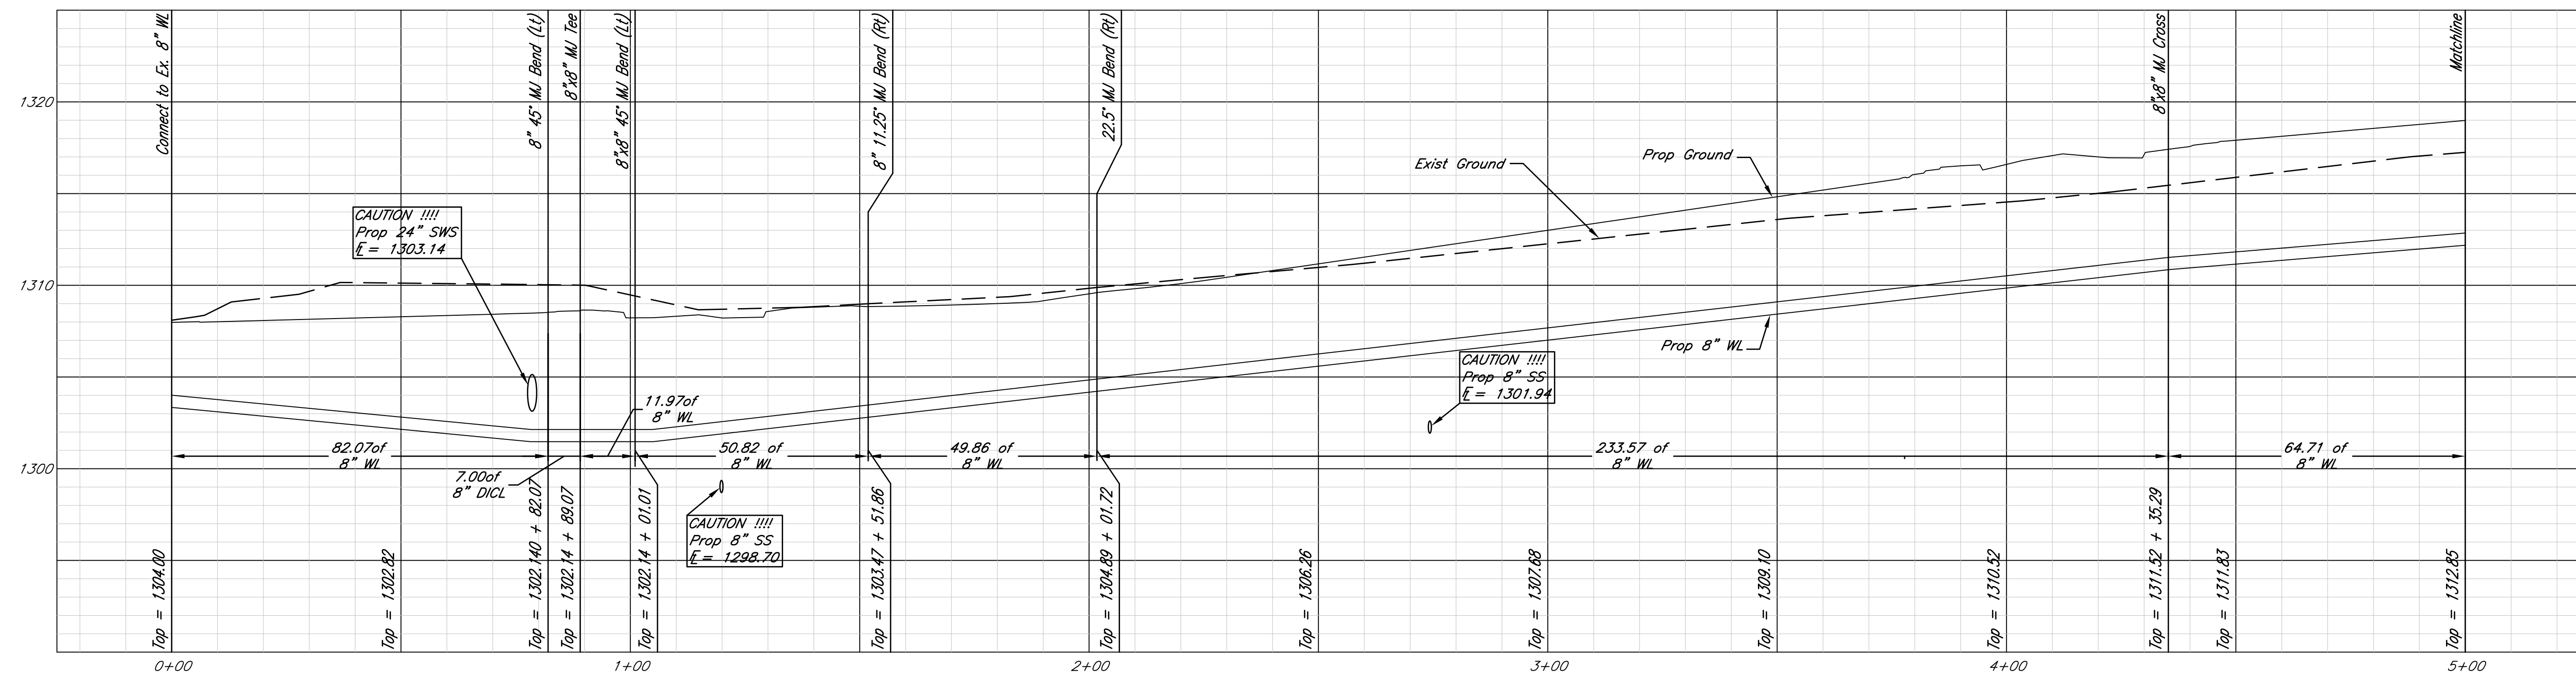 Connect to Ex. 8" WL
8" 45° MJ Bend (Lt)
8"x8" MJ Tee
8"x8" 45° MJ Bend (Lt)
8" 11.25° MJ Bend (Rt)
22.5° MJ Bend (Rt)
8"x8" MJ Cross
Matchline
1320
1310
1300
Exist Ground
Prop Ground
CAUTION !!!!
Prop 24" SWS
℄ = 1303.14
Prop 8" WL
CAUTION !!!!
Prop 8" SS
℄ = 1301.94
11.97of
8" WL
82.07of
8" WL
7.00of
8" DICL
50.82 of
8" WL
49.86 of
8" WL
233.57 of
8" WL
64.71 of
8" WL
CAUTION !!!!
Prop 8" SS
℄ = 1298.70
Top = 1304.00
Top = 1302.82
Top = 1302.140 + 82.07
Top = 1302.14 + 89.07
Top = 1302.14 + 01.01
Top = 1303.47 + 51.86
Top = 1304.89 + 01.72
Top = 1306.26
Top = 1307.68
Top = 1309.10
Top = 1310.52
Top = 1311.52 + 35.29
Top = 1311.83
Top = 1312.85
0+00
1+00
2+00
3+00
4+00
5+00